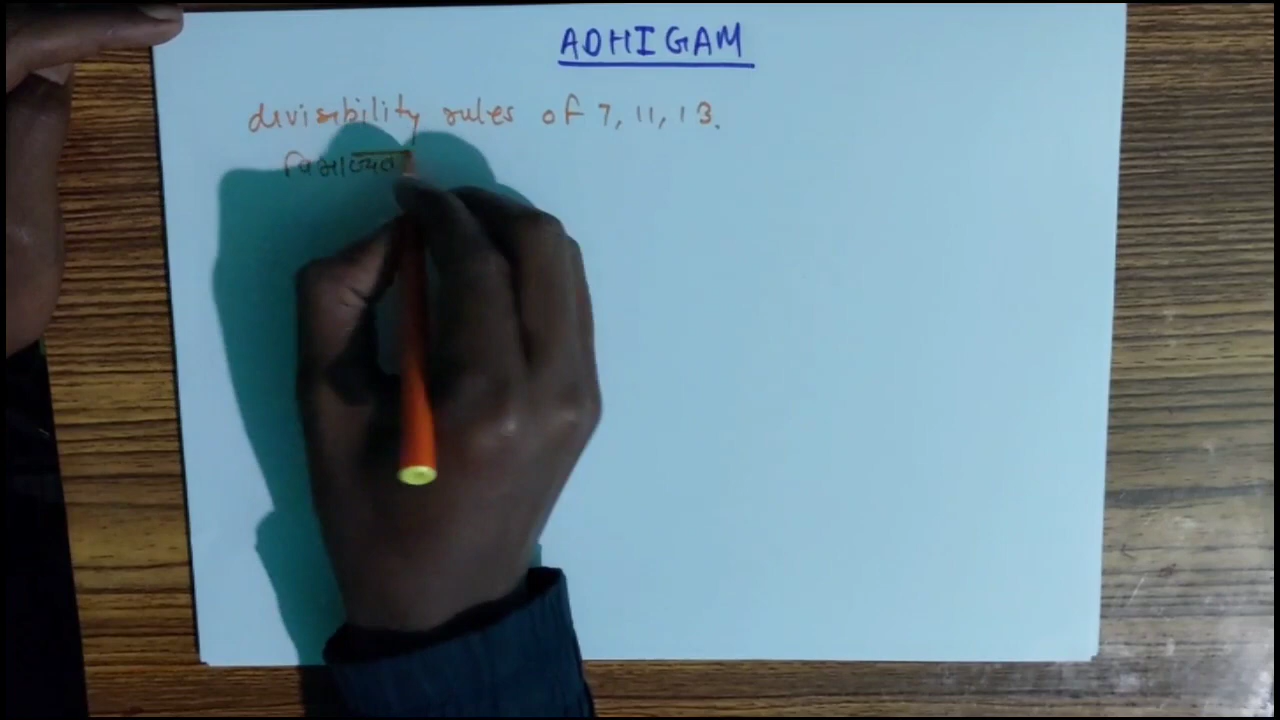 ADHIGAM
divisibility rules of 7, 11, 13.
विभाज्यत